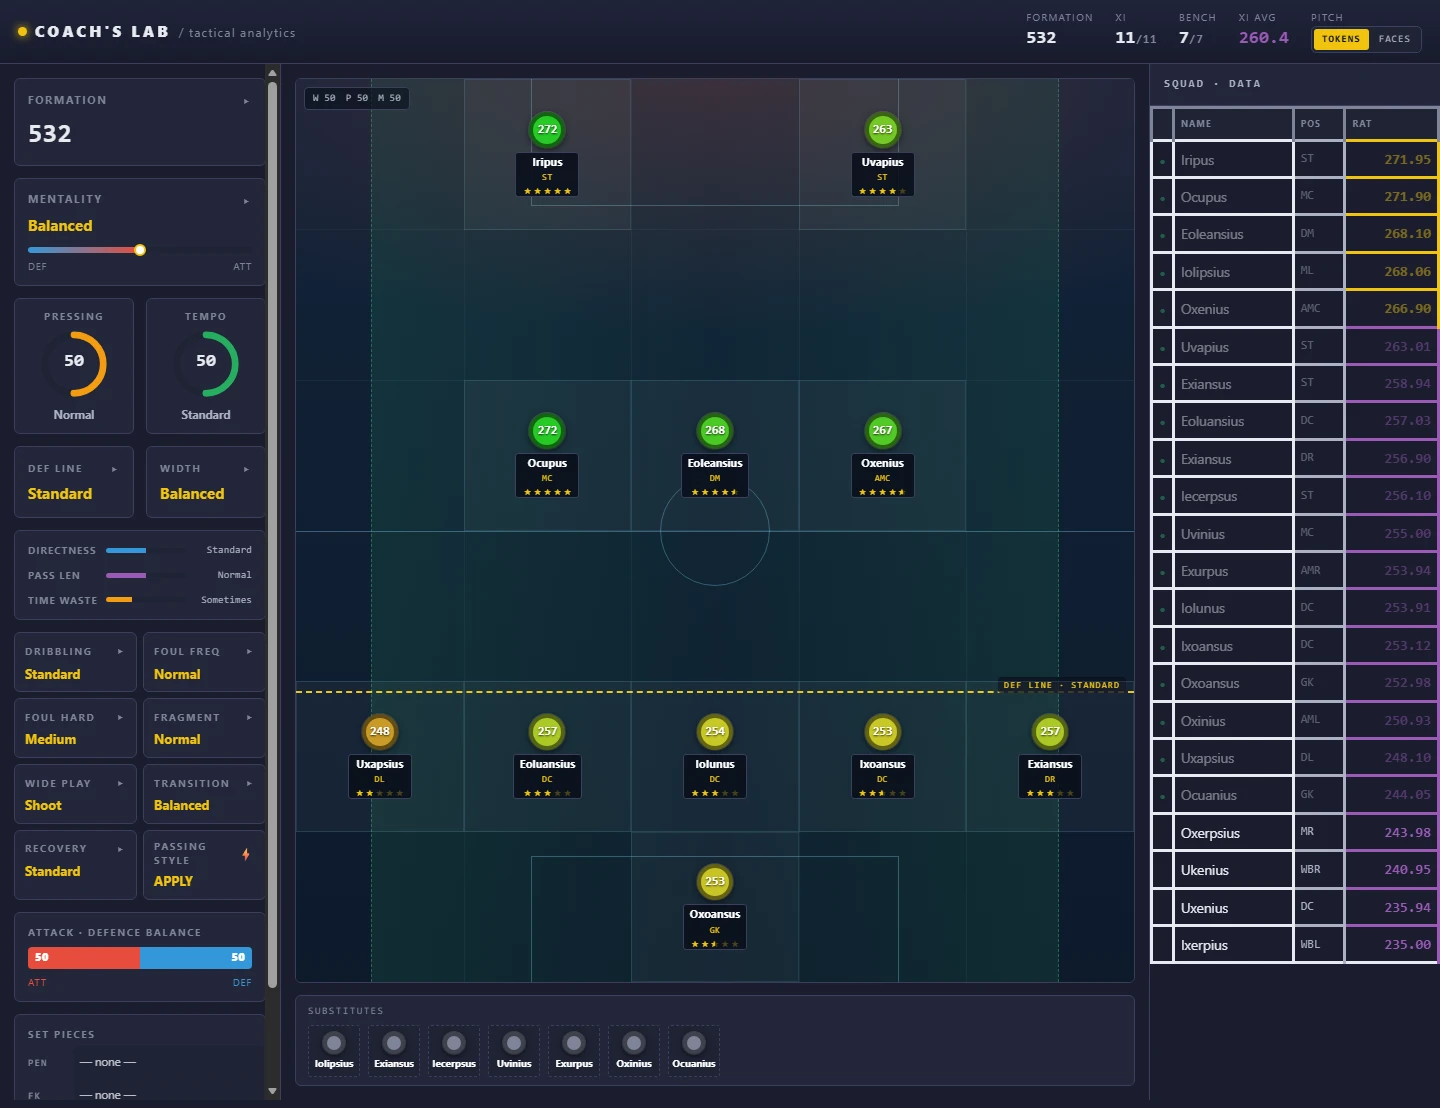 COACH'S LAB / tactical analytics
FORMATION
532
XI
11/11
BENCH
7/7
XI AVG
260.4
PITCH
TOKENS FACES
FORMATION ▸
532
MENTALITY ▸
Balanced
DEF ATT
PRESSING
50
Normal
TEMPO
50
Standard
DEF LINE ▸
Standard
WIDTH ▸
Balanced
DIRECTNESS Standard
PASS LEN Normal
TIME WASTE Sometimes
DRIBBLING ▸
Standard
FOUL FREQ ▸
Normal
FOUL HARD ▸
Medium
FRAGMENT ▸
Normal
WIDE PLAY ▸
Shoot
TRANSITION ▸
Balanced
RECOVERY ▸
Standard
PASSING STYLE
APPLY
ATTACK · DEFENCE BALANCE
50 50
ATT DEF
SET PIECES
PEN — none —
FK — none —
W 50 P 50 M 50
272
Iripus
ST
★★★★★
263
Uvapius
ST
★★★★★
272
Ocupus
MC
★★★★★
268
Eoleansius
DM
★★★★★
267
Oxenius
AMC
★★★★★
DEF LINE · STANDARD
248
Uxapsius
DL
★★★★★
257
Eoluansius
DC
★★★★★
254
Iolunus
DC
★★★★★
253
Ixoansus
DC
★★★★★
257
Exiansus
DR
★★★★★
253
Oxoansus
GK
★★★★★
SUBSTITUTES
Iolipsius
Exiansus
Iecerpsus
Uvinius
Exurpus
Oxinius
Ocuanius
SQUAD · DATA
NAME POS RAT
Iripus ST 271.95
Ocupus MC 271.90
Eoleansius DM 268.10
Iolipsius ML 268.06
Oxenius AMC 266.90
Uvapius ST 263.01
Exiansus ST 258.94
Eoluansius DC 257.03
Exiansus DR 256.90
Iecerpsus ST 256.10
Uvinius MC 255.00
Exurpus AMR 253.94
Iolunus DC 253.91
Ixoansus DC 253.12
Oxoansus GK 252.98
Oxinius AML 250.93
Uxapsius DL 248.10
Ocuanius GK 244.05
Oxerpsius MR 243.98
Ukenius WBR 240.95
Uxenius DC 235.94
Ixerpius WBL 235.00